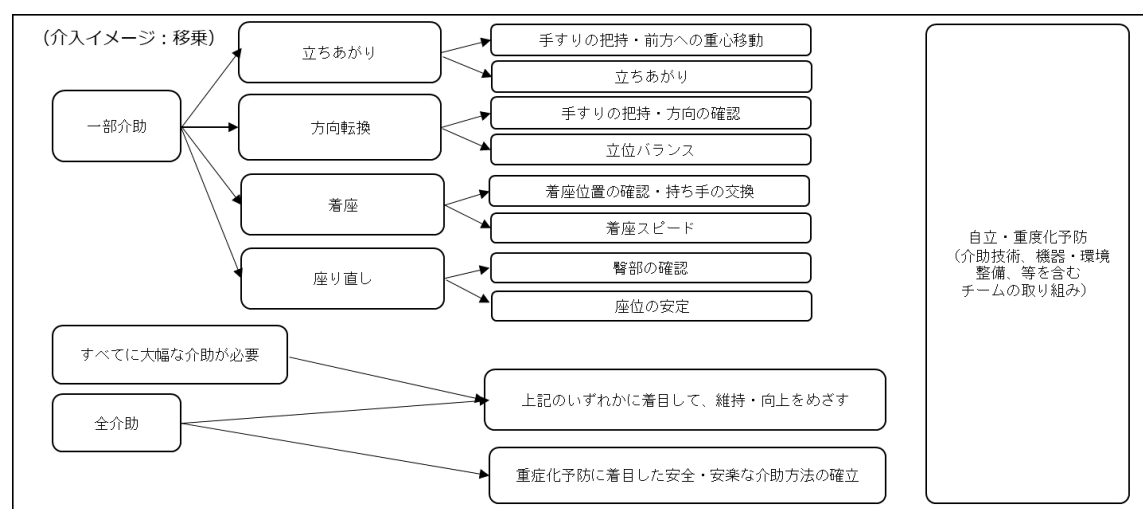 （介入イメージ：移乗）
一部介助
立ちあがり
手すりの把持・前方への重心移動
立ちあがり
方向転換
手すりの把持・方向の確認
立位バランス
着座
着座位置の確認・持ち手の交換
着座スピード
座り直し
臀部の確認
座位の安定
すべてに大幅な介助が必要
全介助
上記のいずれかに着目して、維持・向上をめざす
重症化予防に着目した安全・安楽な介助方法の確立
自立・重度化予防
（介助技術、機器・環境
整備、等を含む
チームの取り組み）